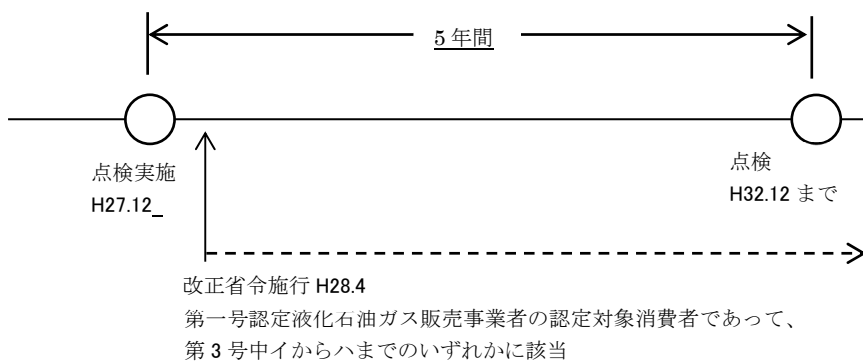 5 年間
点検実施
H27.12_
点検
H32.12 まで
改正省令施行 H28.4
第一号認定液化石油ガス販売事業者の認定対象消費者であって、
第 3 号中イからハまでのいずれかに該当